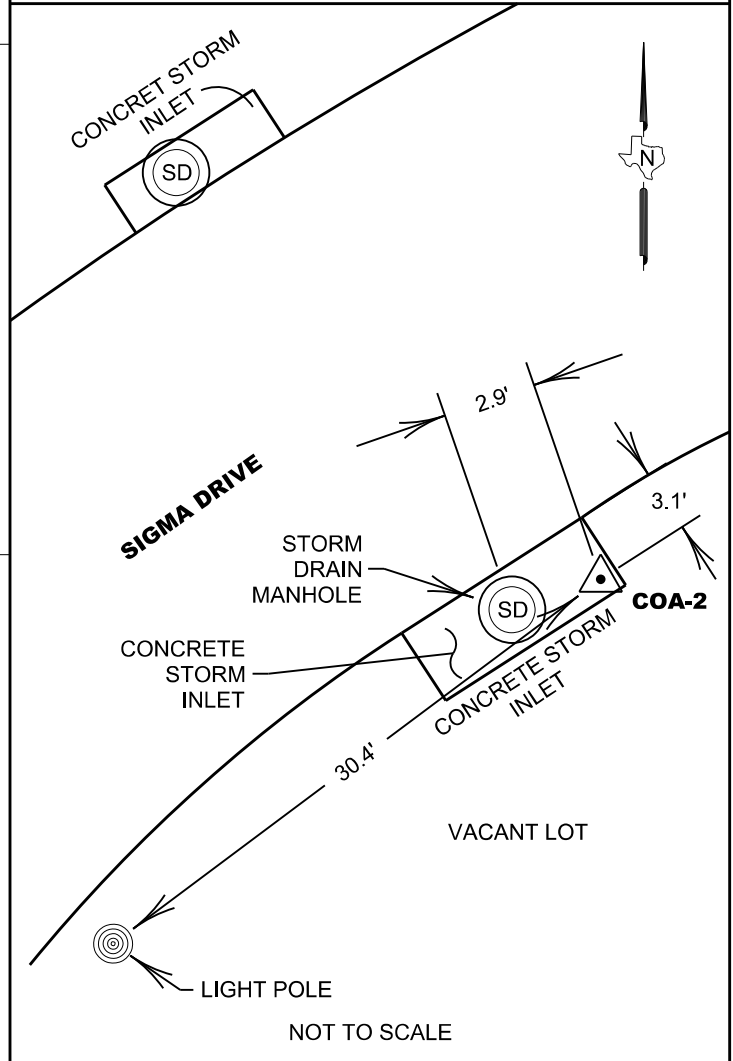 CONCRET STORM
INLET
SD
N
2.9'
SIGMA DRIVE
3.1'
STORM
DRAIN
MANHOLE
SD
COA-2
CONCRETE
STORM
INLET
CONCRETE STORM
INLET
30.4'
VACANT LOT
LIGHT POLE
NOT TO SCALE